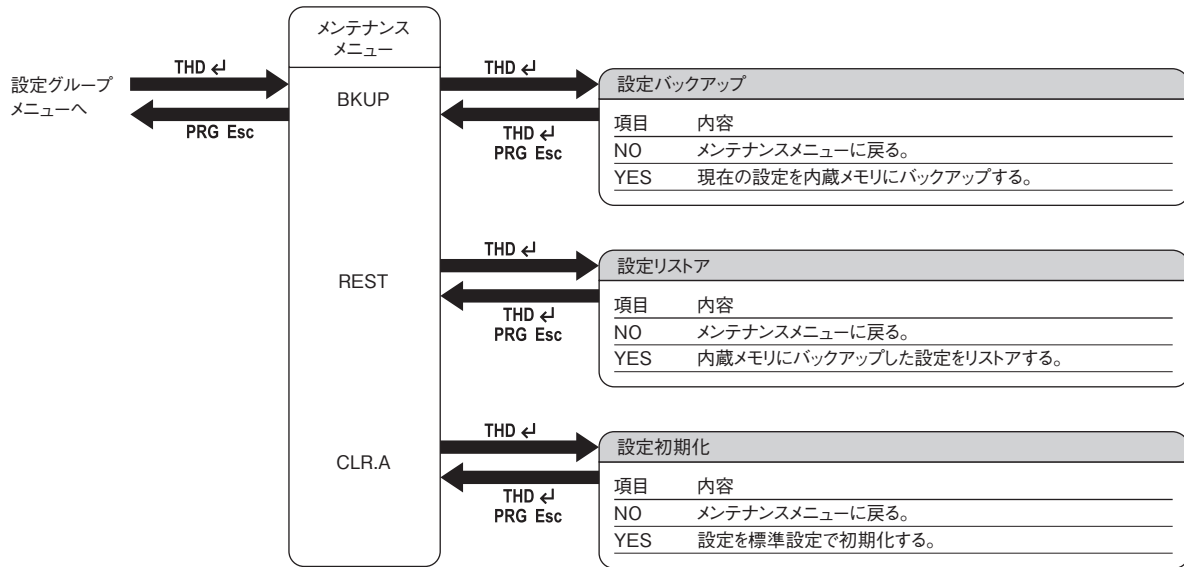 メンテナンス
メニュー
設定グループ
メニューへ
THD ↵
PRG Esc
BKUP
THD ↵
THD ↵
PRG Esc
設定バックアップ
項目 内容
NO メンテナンスメニューに戻る。
YES 現在の設定を内蔵メモリにバックアップする。
REST
THD ↵
THD ↵
PRG Esc
設定リストア
項目 内容
NO メンテナンスメニューに戻る。
YES 内蔵メモリにバックアップした設定をリストアする。
CLR.A
THD ↵
THD ↵
PRG Esc
設定初期化
項目 内容
NO メンテナンスメニューに戻る。
YES 設定を標準設定で初期化する。